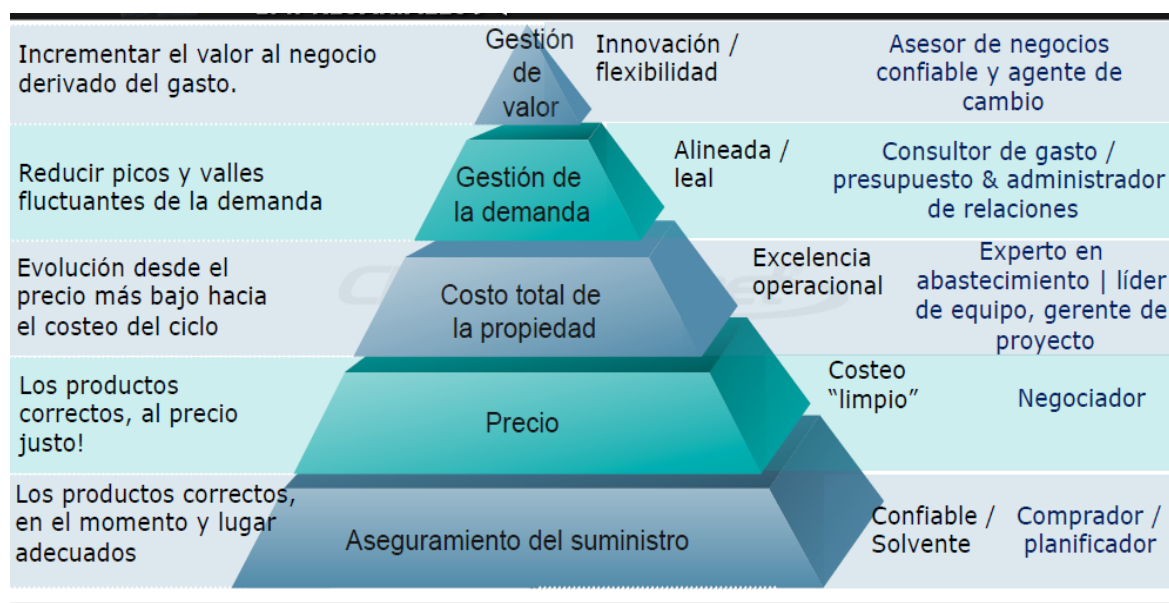 Incrementar el valor al negocio
derivado del gasto.
Gestión
de
valor
Innovación /
flexibilidad
Asesor de negocios
confiable y agente de
cambio
Reducir picos y valles
fluctuantes de la demanda
Gestión de
la demanda
Alineada /
leal
Consultor de gasto /
presupuesto & administrador
de relaciones
Evolución desde el
precio más bajo hacia
el costeo del ciclo
Costo total de
la propiedad
Excelencia
operacional
Experto en
abastecimiento | líder
de equipo, gerente de
proyecto
Los productos
correctos, al precio
justo!
Precio
Costeo
“limpio”
Negociador
Los productos correctos,
en el momento y lugar
adecuados
Aseguramiento del suministro
Confiable /
Solvente
Comprador /
planificador